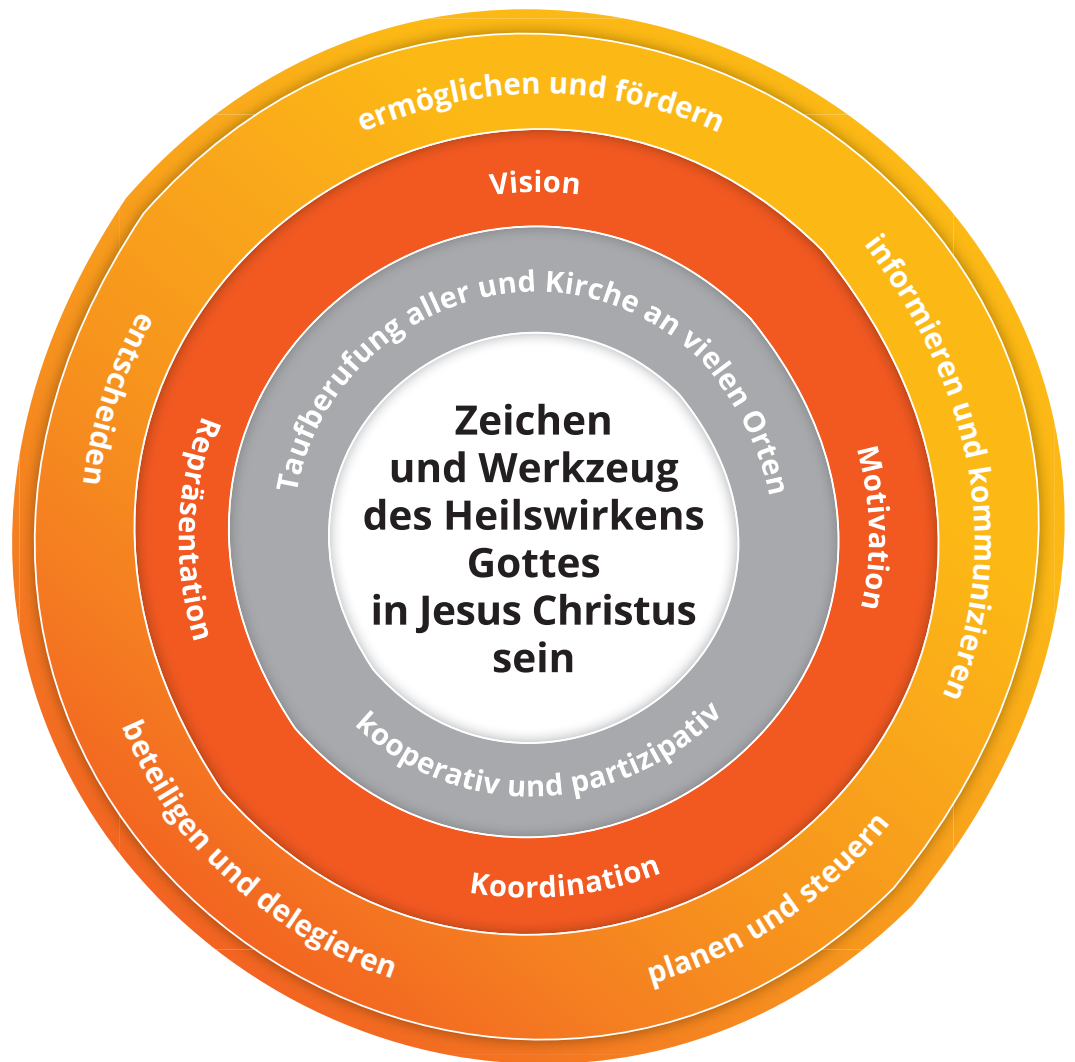 ermöglichen und fördern
informieren und kommunizieren
planen und steuern
beteiligen und delegieren
entscheiden
Vision
Motivation
Koordination
Repräsentation
Taufberufung aller und Kirche an vielen Orten
kooperativ und partizipativ
Zeichen
und Werkzeug
des Heilswirkens
Gottes
in Jesus Christus
sein